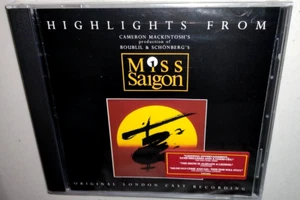 HIGHLIGHTS FROM
CAMERON MACKINTOSH'S
production of
BOUBLIL & SCHÖNBERG'S
MISS
SAIGON
ORIGINAL LONDON CAST RECORDING